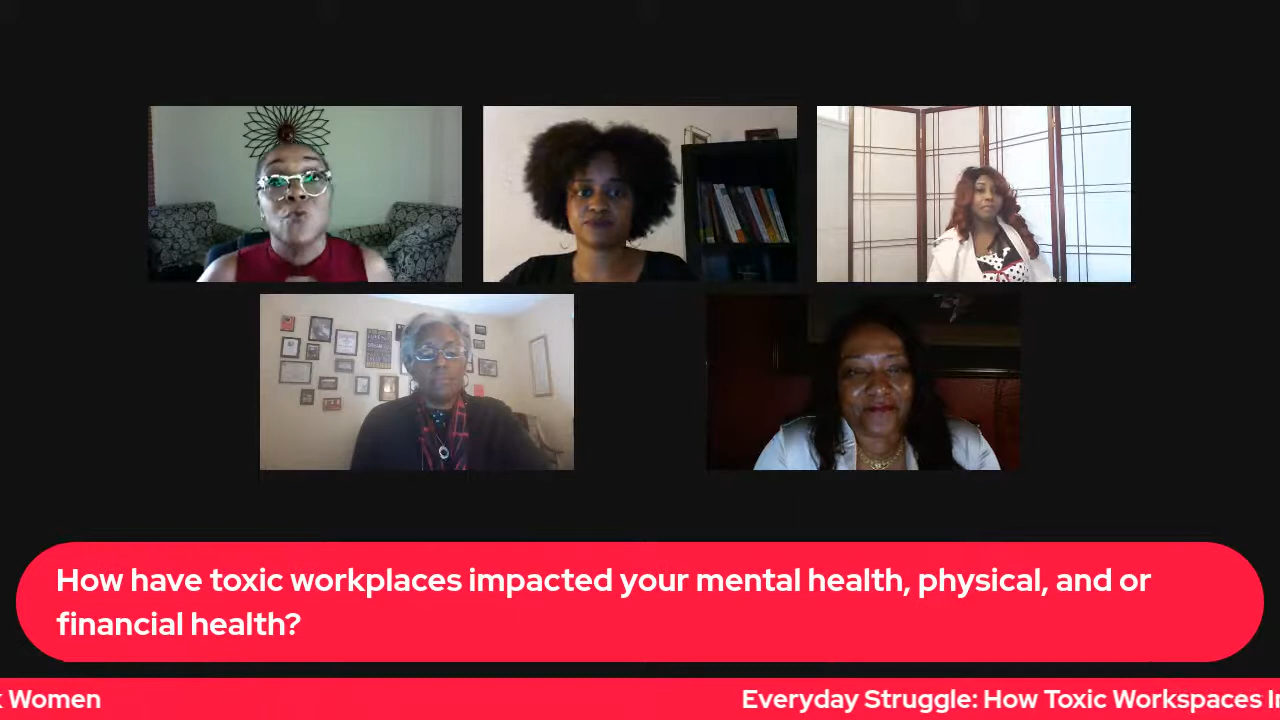 How have toxic workplaces impacted your mental health, physical, and or
financial health?
Women
Everyday Struggle: How Toxic Workspaces